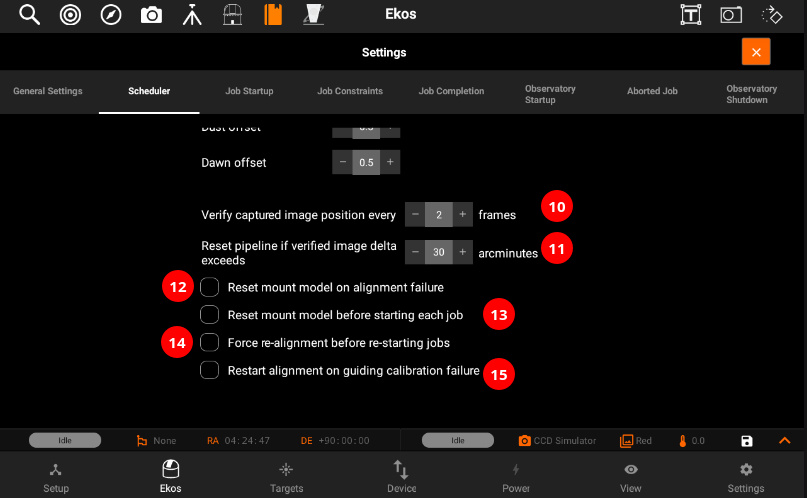 Ekos
Settings
General Settings
Scheduler
Job Startup
Job Constraints
Job Completion
Observatory
Startup
Aborted Job
Observatory
Shutdown
Dawn offset
− 0.5 +
Verify captured image position every − 2 + frames
10
Reset pipeline if verified image delta
exceeds
− 30 + arcminutes
11
12
Reset mount model on alignment failure
Reset mount model before starting each job
13
14
Force re-alignment before re-starting jobs
Restart alignment on guiding calibration failure
15
Idle
None
RA 04:24:47
DE +90:00:00
Idle
CCD Simulator
Red
0.0
Setup
Ekos
Targets
Device
Power
View
Settings